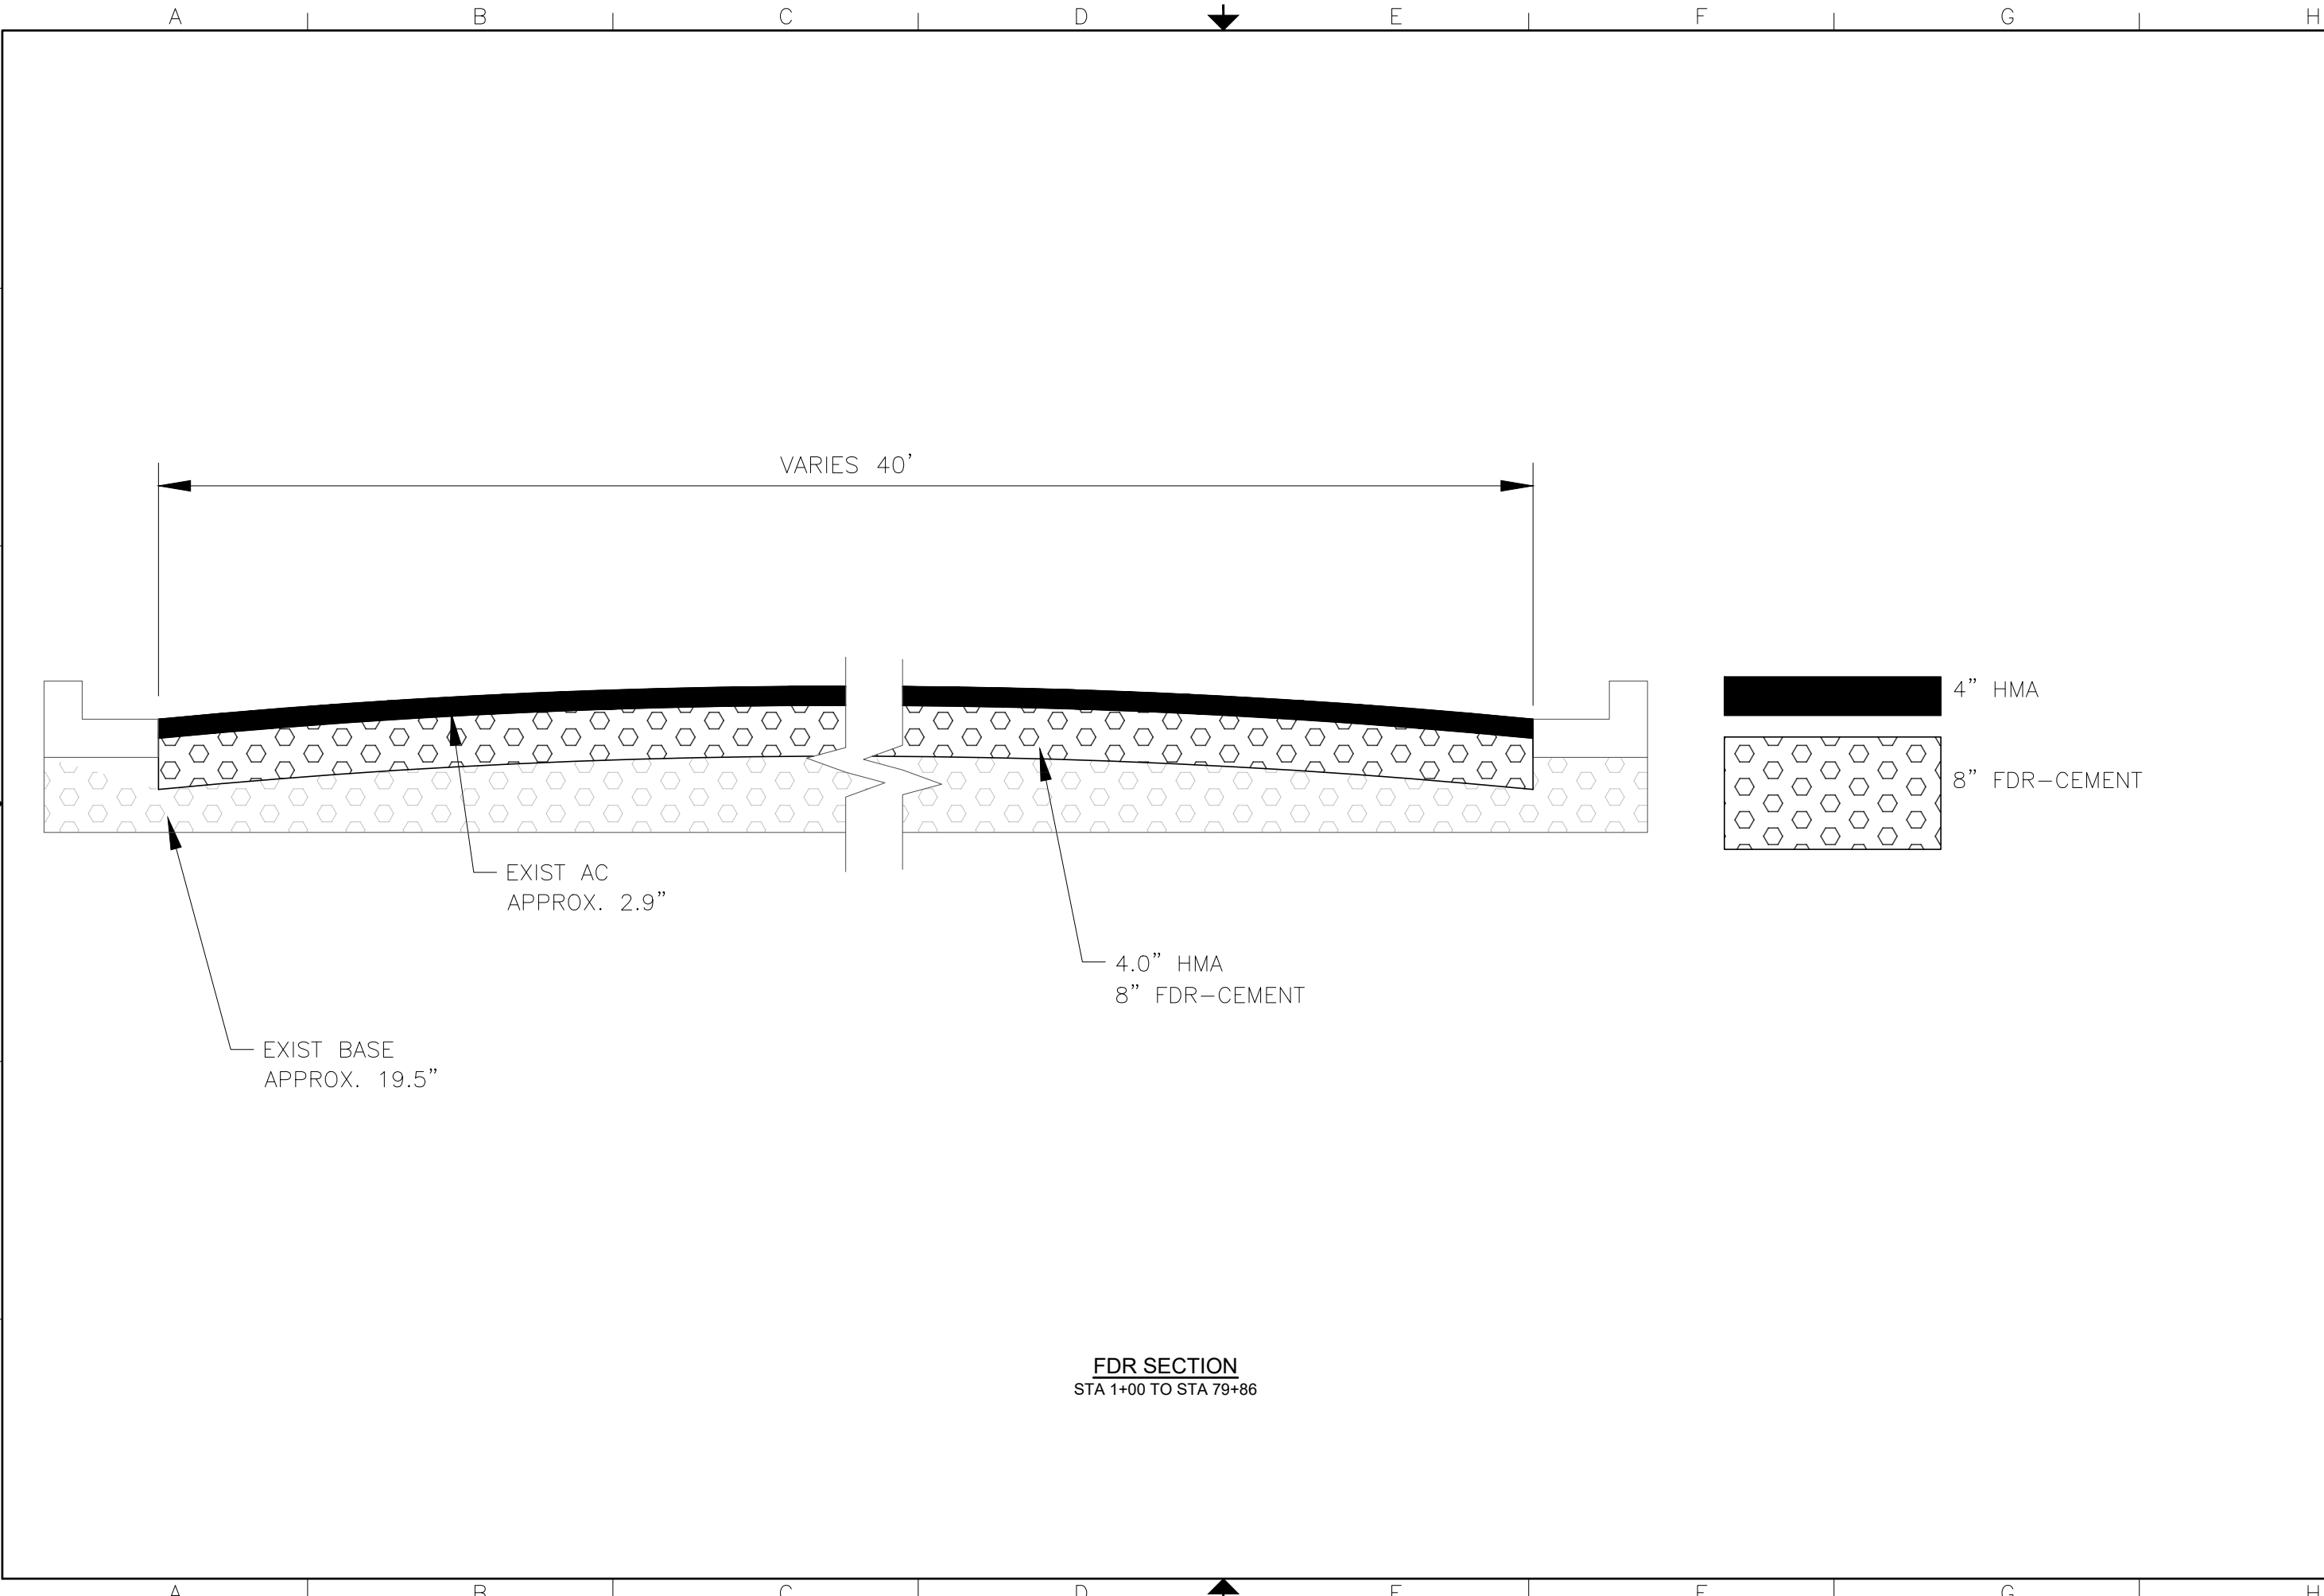 A B C D E F G H
VARIES 40'
4" HMA
8" FDR-CEMENT
EXIST AC
APPROX. 2.9"
4.0" HMA
8" FDR-CEMENT
EXIST BASE
APPROX. 19.5"
FDR SECTION
STA 1+00 TO STA 79+86
A B C D E F G H